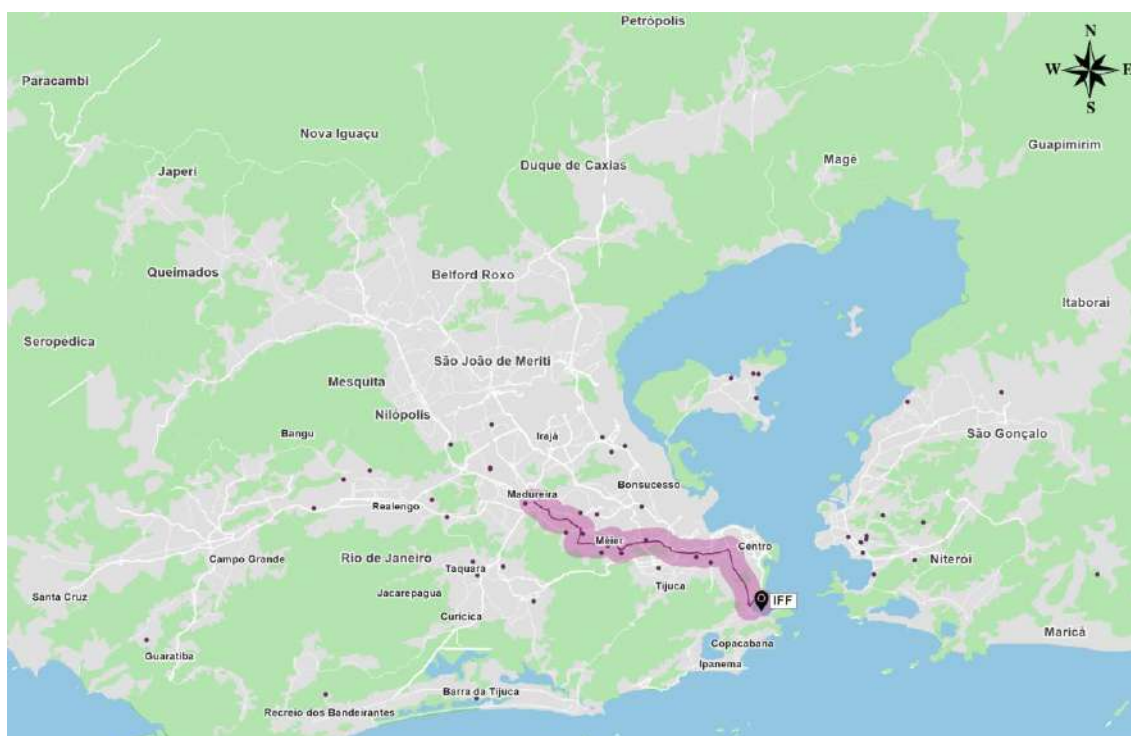 Petrópolis
N
W E
S
Paracambi
Nova Iguaçu
Guapimirim
Magé
Duque de Caxias
Japeri
Queimados
Belford Roxo
Itaboraí
Seropédica
São João de Meriti
Mesquita
Nilópolis
Bangu
Irajá
São Gonçalo
Bonsucesso
Madureira
Realengo
Méier
Centro
Campo Grande
Rio de Janeiro
Niterói
Taquara
Tijuca
Santa Cruz
Jacarepaguá
IFF
Curicica
Maricá
Copacabana
Guaratiba
Ipanema
Barra da Tijuca
Recreio dos Bandeirantes